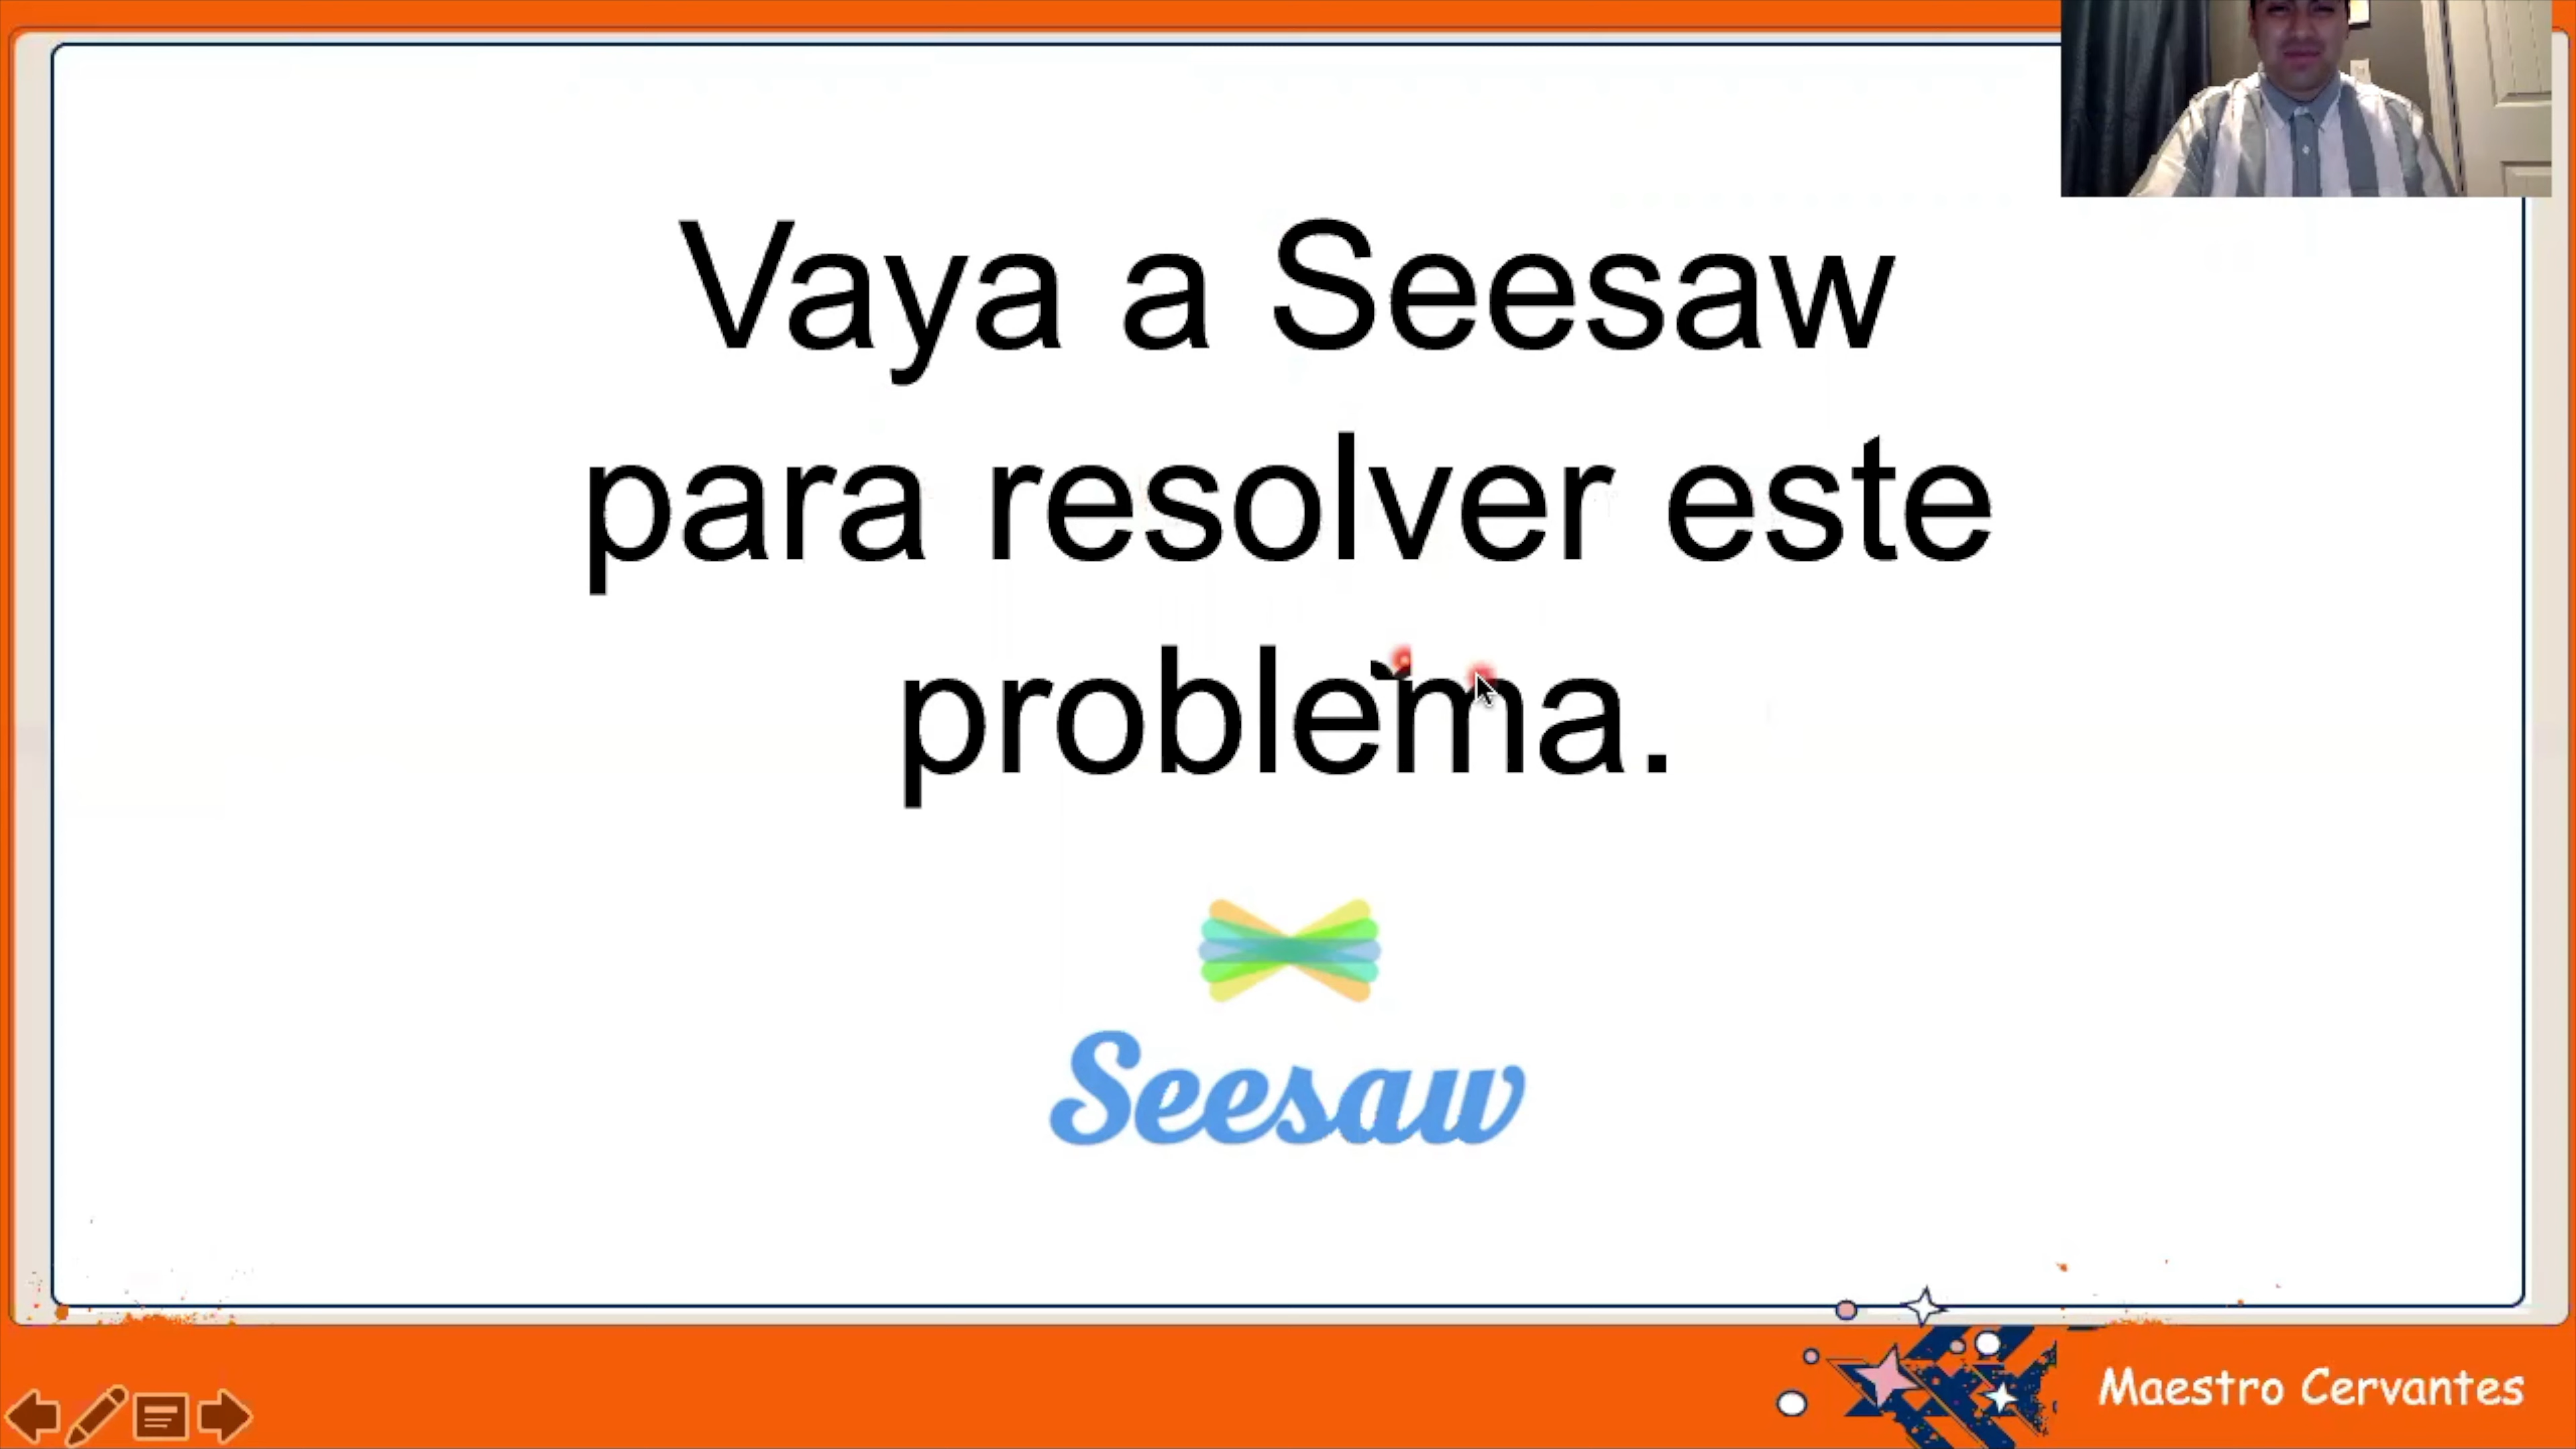 Vaya a Seesaw
para resolver este
problema.
Seesaw
Maestro Cervantes